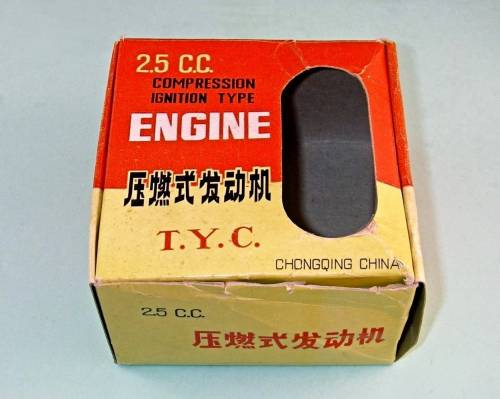 2.5 C.C.
COMPRESSION
IGNITION TYPE
ENGINE
压燃式发动机
T.Y.C.
CHONGQING CHINA
2.5 C.C.
压燃式发动机